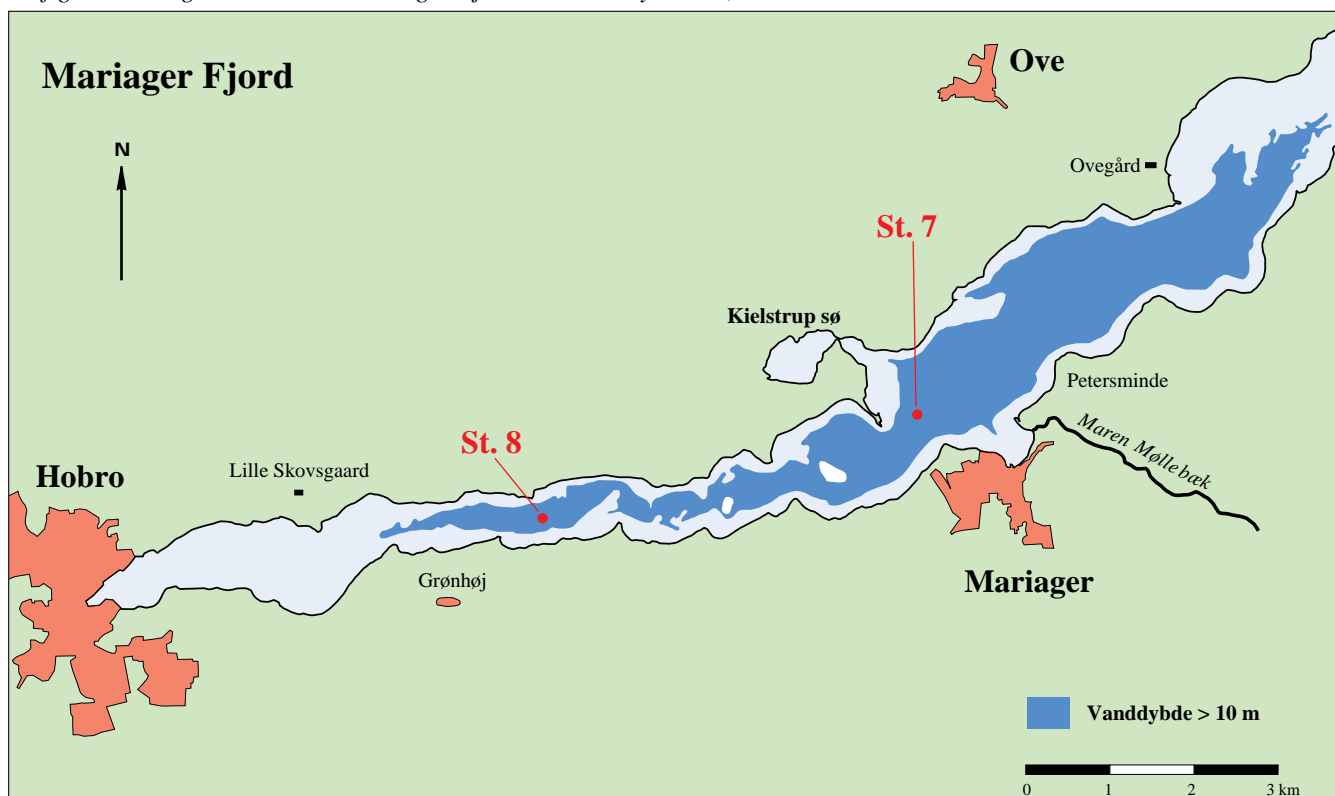 Mariager Fjord
N
Ove
Ovegård
St. 7
Kielstrup sø
Petersminde
Maren Møllebæk
St. 8
Hobro
Lille Skovsgaard
Grønhøj
Mariager
Vanddybde > 10 m
0 1 2 3 km